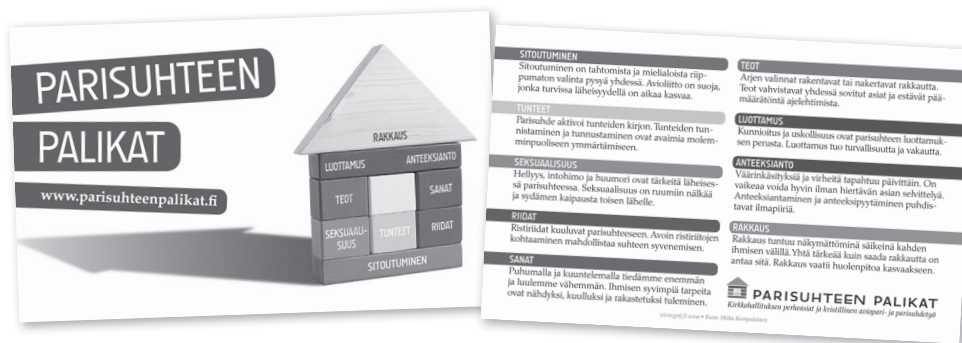 PARISUHTEEN
PALIKAT
www.parisuhteenpalikat.fi
RAKKAUS
LUOTTAMUS
ANTEEKSIANTO
TEOT
SANAT
SEKSUAALI-
SUUS
TUNTEET
RIIDAT
SITOUTUMINEN
SITOUTUMINEN
Sitoutuminen on tahtomista ja mielialoista riip-
pumaton valinta pysyä yhdessä. Avioliitto on suoja,
jonka turvissa läheisyydellä on aikaa kasvaa.
TUNTEET
Parisuhde aktivoi tunteiden kirjon. Tunteiden tun-
nistaminen ja tunnustaminen ovat avaimia molem-
minpuoliseen ymmärtämiseen.
SEKSUAALISUUS
Hellyys, intohimo ja huumori ovat tärkeitä läheises-
sä parisuhteessa. Seksuaalisuus on ruumiin nälkää
ja sydämen kaipausta toisen lähelle.
RIIDAT
Ristiriidat kuuluvat parisuhteeseen. Avoin ristiriitojen
kohtaaminen mahdollistaa suhteen syvenemisen.
SANAT
Puhumalla ja kuuntelemalla tiedämme enemmän
ja luulemme vähemmän. Ihmisen syvimpiä tarpeita
ovat nähdyksi, kuulluksi ja rakastetuksi tuleminen.
TEOT
Arjen valinnat rakentavat tai nakertavat rakkautta.
Teot vahvistavat yhdessä sovitut asiat ja estävät pää-
määrätöntä ajelehtimista.
LUOTTAMUS
Kunnioitus ja uskollisuus ovat parisuhteen luottamuk-
sen perusta. Luottamus tuo turvallisuutta ja vakautta.
ANTEEKSIANTO
Väärinkäsityksiä ja virheitä tapahtuu päivittäin. On
vaikeaa voida hyvin ilman hiertävän asian selvittelyä.
Anteeksiantaminen ja anteeksipyytäminen puhdis-
tavat ilmapiiriä.
RAKKAUS
Rakkaus tuntuu näkymättöminä säikeinä kahden
ihmisen välillä. Yhtä tärkeää kuin saada rakkautta on
antaa sitä. Rakkaus vaatii huolenpitoa kasvaakseen.
PARISUHTEEN PALIKAT
Kirkkohallituksen perheasiat ja kristillinen aviopari- ja parisuhdetyö